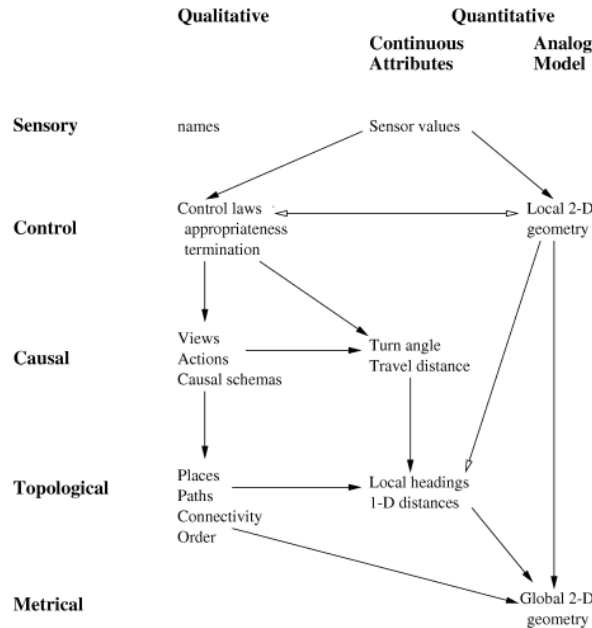 Qualitative
Quantitative
Continuous
Attributes
Analog
Model
Sensory
names
Sensor values
Control
Control laws
appropriateness
termination
Local 2-D
geometry
Causal
Views
Actions
Causal schemas
Turn angle
Travel distance
Topological
Places
Paths
Connectivity
Order
Local headings
1-D distances
Metrical
Global 2-D
geometry